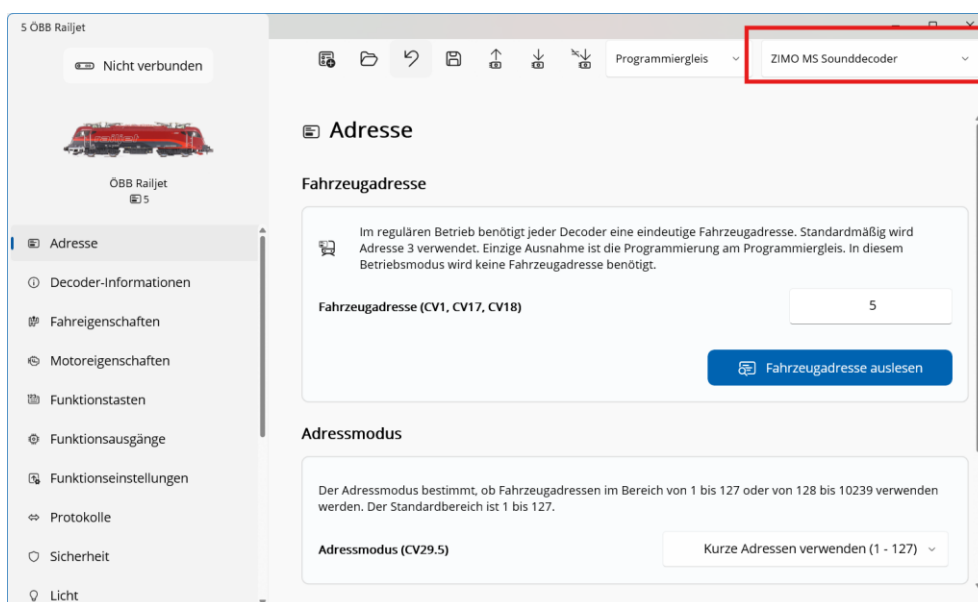 5 ÖBB Railjet
Nicht verbunden
Programmiergleis
ZIMO MS Sounddecoder
railjet
ÖBB Railjet
5
Adresse
Decoder-Informationen
Fahreigenschaften
Motoreigenschaften
Funktionstasten
Funktionsausgänge
Funktionseinstellungen
Protokolle
Sicherheit
Licht
Adresse
Fahrzeugadresse
Im regulären Betrieb benötigt jeder Decoder eine eindeutige Fahrzeugadresse. Standardmäßig wird
Adresse 3 verwendet. Einzige Ausnahme ist die Programmierung am Programmiergleis. In diesem
Betriebsmodus wird keine Fahrzeugadresse benötigt.
Fahrzeugadresse (CV1, CV17, CV18)
5
Fahrzeugadresse auslesen
Adressmodus
Der Adressmodus bestimmt, ob Fahrzeugadressen im Bereich von 1 bis 127 oder von 128 bis 10239 verwenden
werden. Der Standardbereich ist 1 bis 127.
Adressmodus (CV29.5)
Kurze Adressen verwenden (1 - 127)